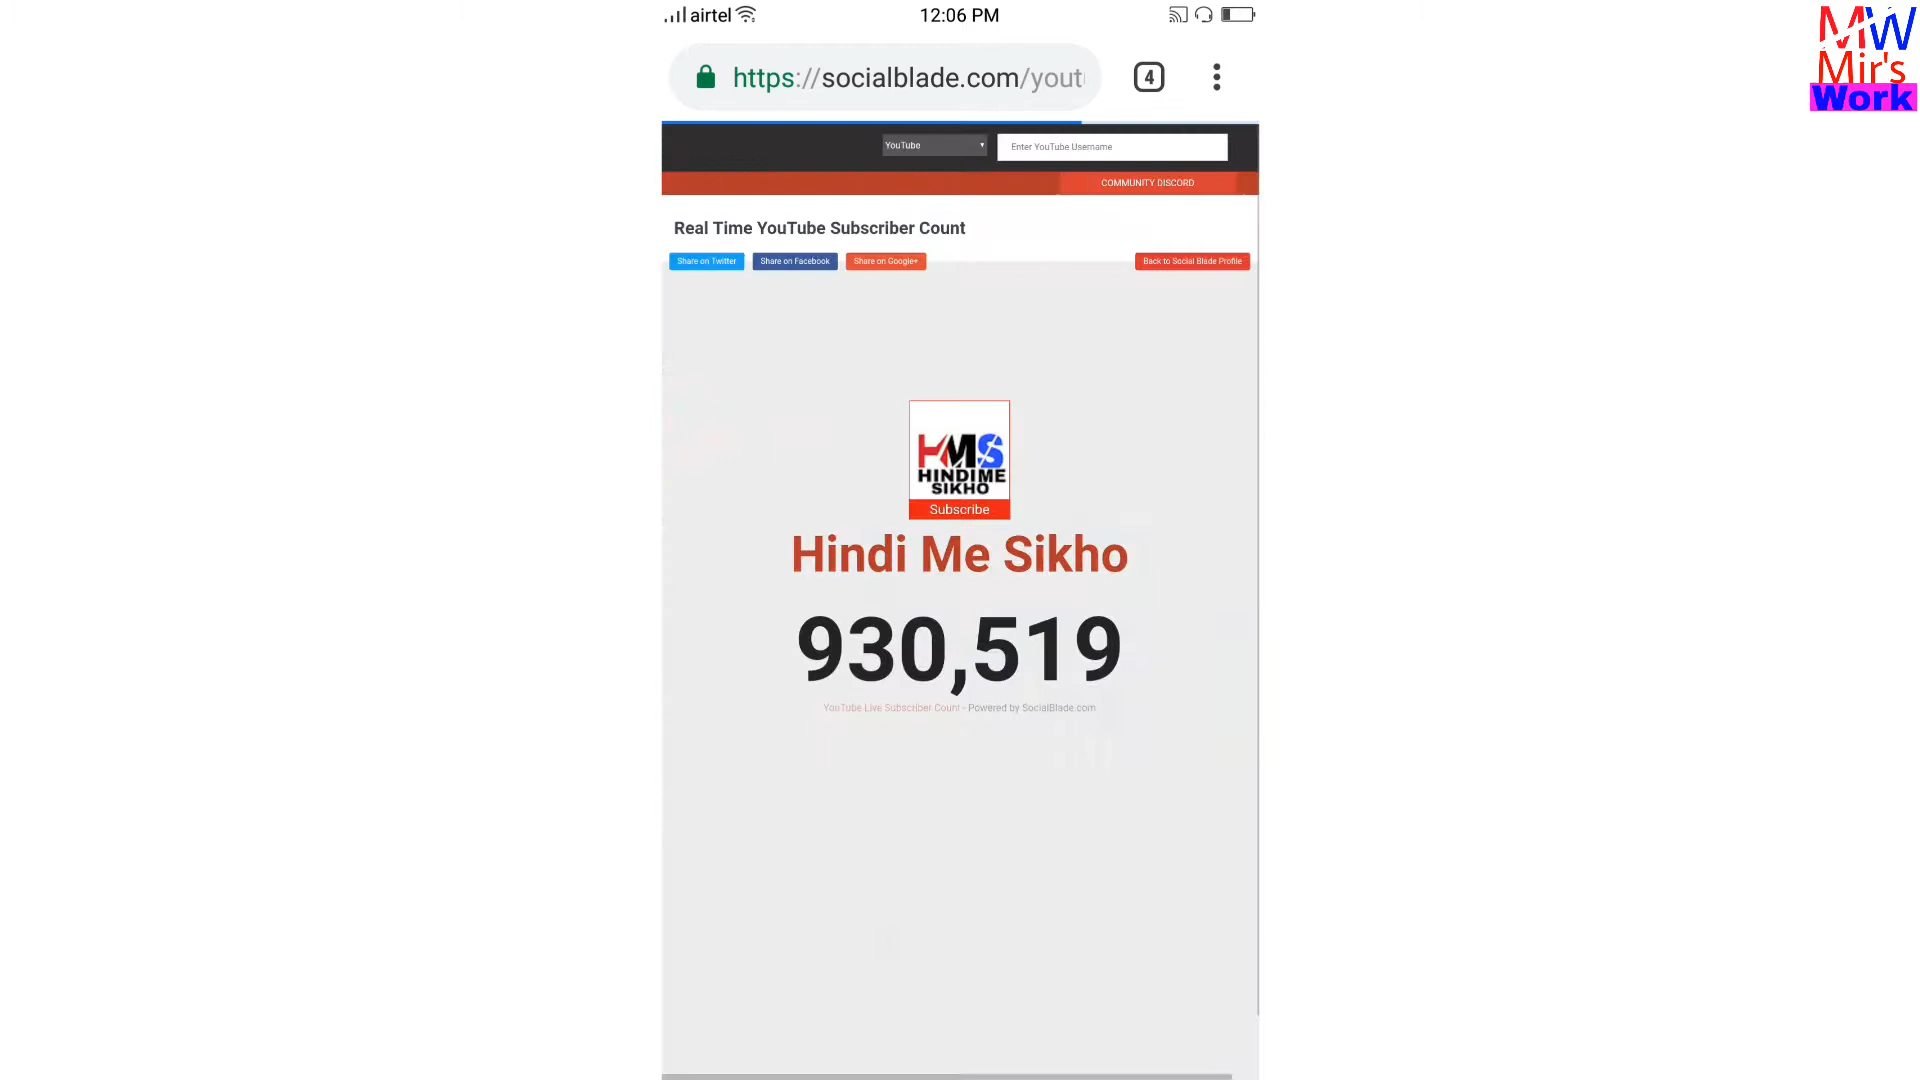 airtel 12:06 PM
https://socialblade.com/yout
4
YouTube
Enter YouTube Username
COMMUNITY DISCORD
Real Time YouTube Subscriber Count
Share on Twitter
Share on Facebook
Share on Google+
Back to Social Blade Profile
HMS
HINDIME
SIKHO
Subscribe
Hindi Me Sikho
930,519
YouTube Live Subscriber Count - Powered by SocialBlade.com
MW
Mir's
Work